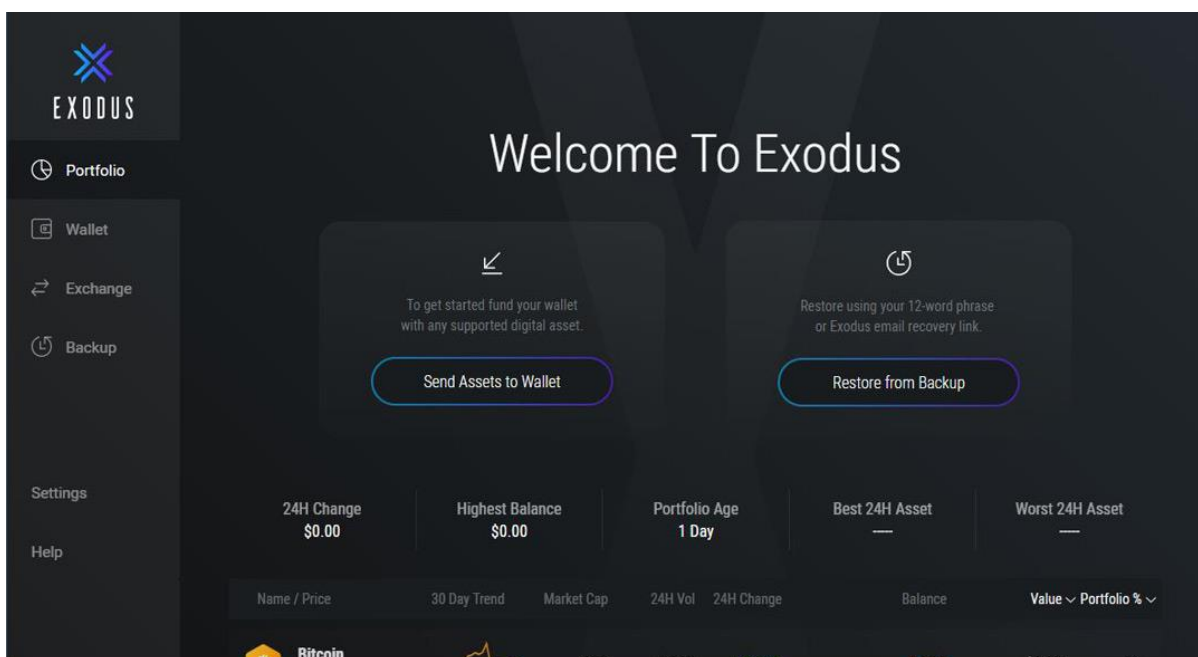 EXODUS
Portfolio
Wallet
Exchange
Backup
Settings
Help
Welcome To Exodus
To get started fund your wallet
with any supported digital asset.
Send Assets to Wallet
Restore using your 12-word phrase
or Exodus email recovery link.
Restore from Backup
24H Change
$0.00
Highest Balance
$0.00
Portfolio Age
1 Day
Best 24H Asset
-----
Worst 24H Asset
-----
Name / Price 30 Day Trend Market Cap 24H Vol 24H Change Balance Value Portfolio %
Bitcoin